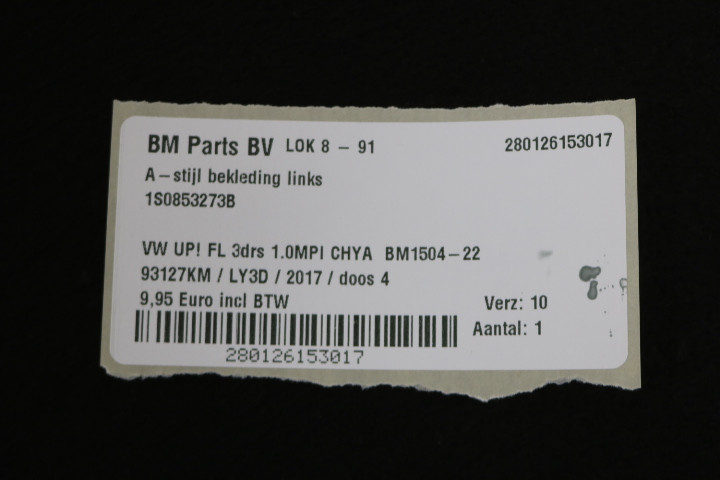 BM Parts BV LOK 8 - 91 280126153017
A-stijl bekleding links
1S0853273B
VW UP! FL 3drs 1.0MPI CHYA BM1504-22
93127KM / LY3D / 2017 / doos 4
9,95 Euro incl BTW Verz: 10
Aantal: 1
280126153017